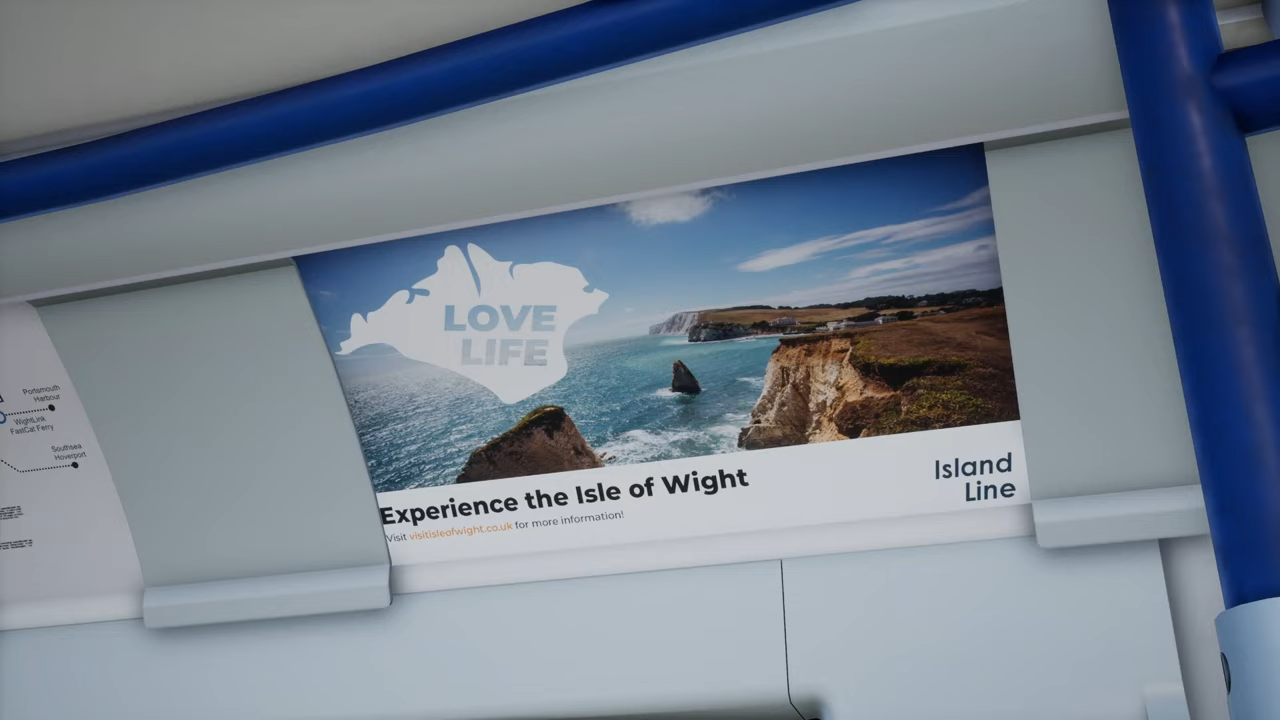 Portsmouth
Harbour
WightLink
FastCat Ferry
Southsea
Hoverport
LOVE
LIFE
Experience the Isle of Wight
Visit visitisleofwight.co.uk for more information!
Island
Line